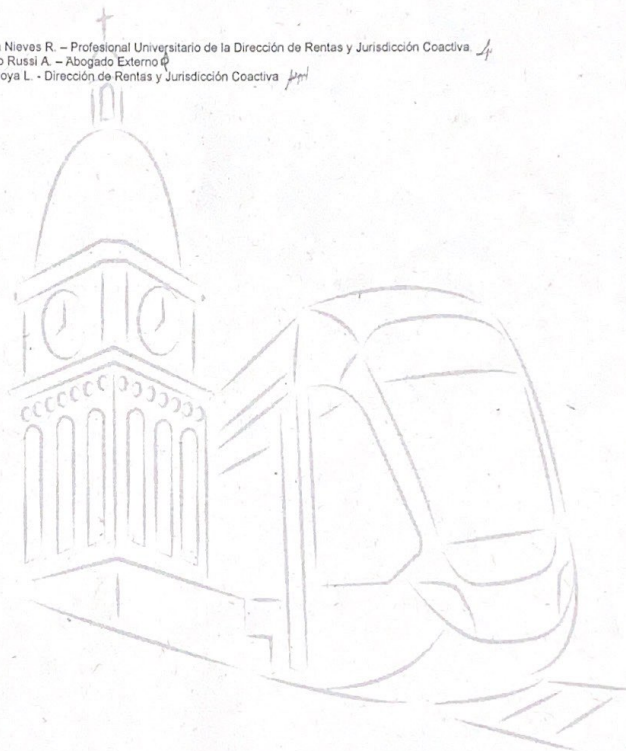 Nieves R. – Profesional Universitario de la Dirección de Rentas y Jurisdicción Coactiva.
Russi A. – Abogado Externo
oya L. - Dirección de Rentas y Jurisdicción Coactiva